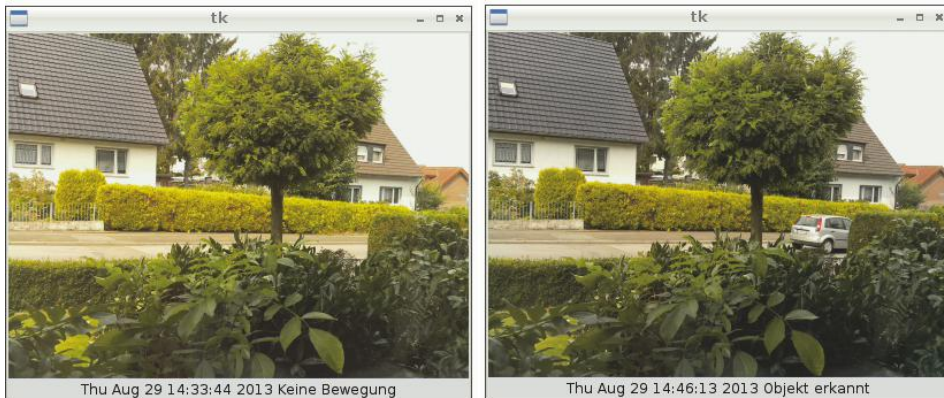 tk
Thu Aug 29 14:33:44 2013 Keine Bewegung
tk
Thu Aug 29 14:46:13 2013 Objekt erkannt